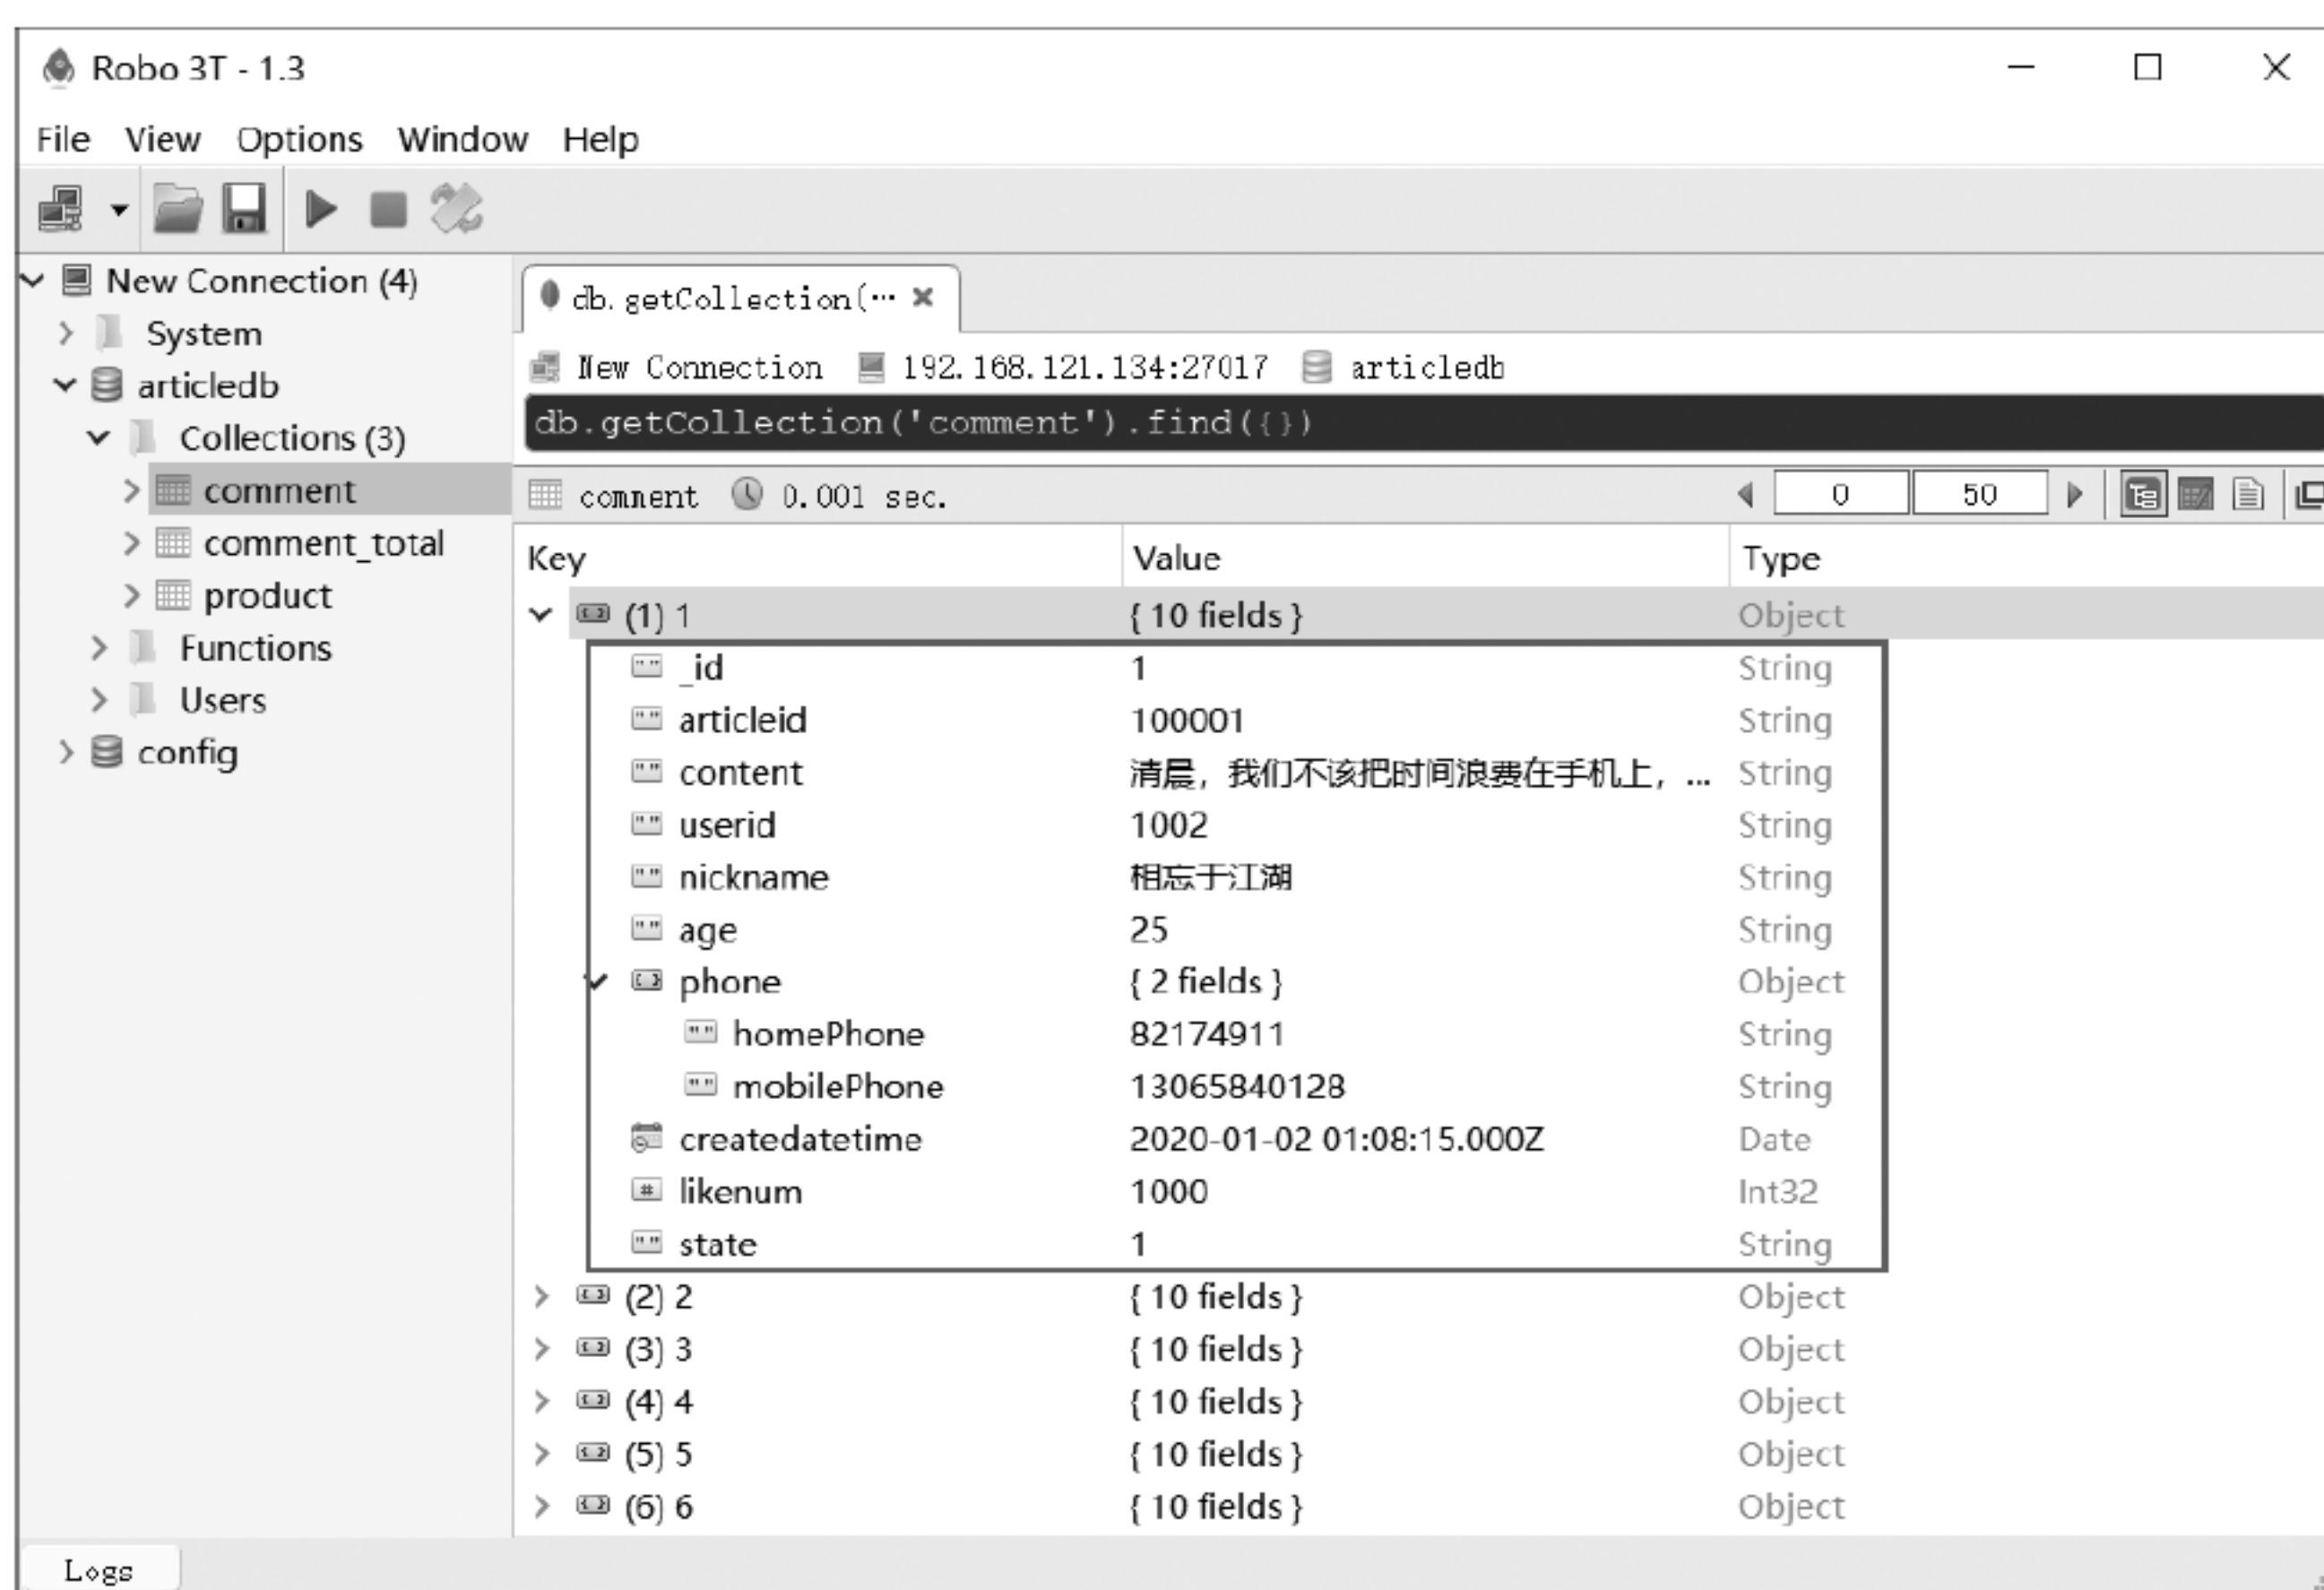 Robo 3T - 1.3
File View Options Window Help
New Connection (4)
System
articledb
Collections (3)
comment
comment_total
product
Functions
Users
config
db.getCollection(…
New Connection 192.168.121.134:27017 articledb
db.getCollection('comment').find({})
comment 0.001 sec. 0 50
Key Value Type
(1) 1 { 10 fields } Object
_id 1 String
articleid 100001 String
content 清晨，我们不该把时间浪费在手机上，... String
userid 1002 String
nickname 相忘于江湖 String
age 25 String
phone { 2 fields } Object
homePhone 82174911 String
mobilePhone 13065840128 String
createdatetime 2020-01-02 01:08:15.000Z Date
likenum 1000 Int32
state 1 String
(2) 2 { 10 fields } Object
(3) 3 { 10 fields } Object
(4) 4 { 10 fields } Object
(5) 5 { 10 fields } Object
(6) 6 { 10 fields } Object
Logs